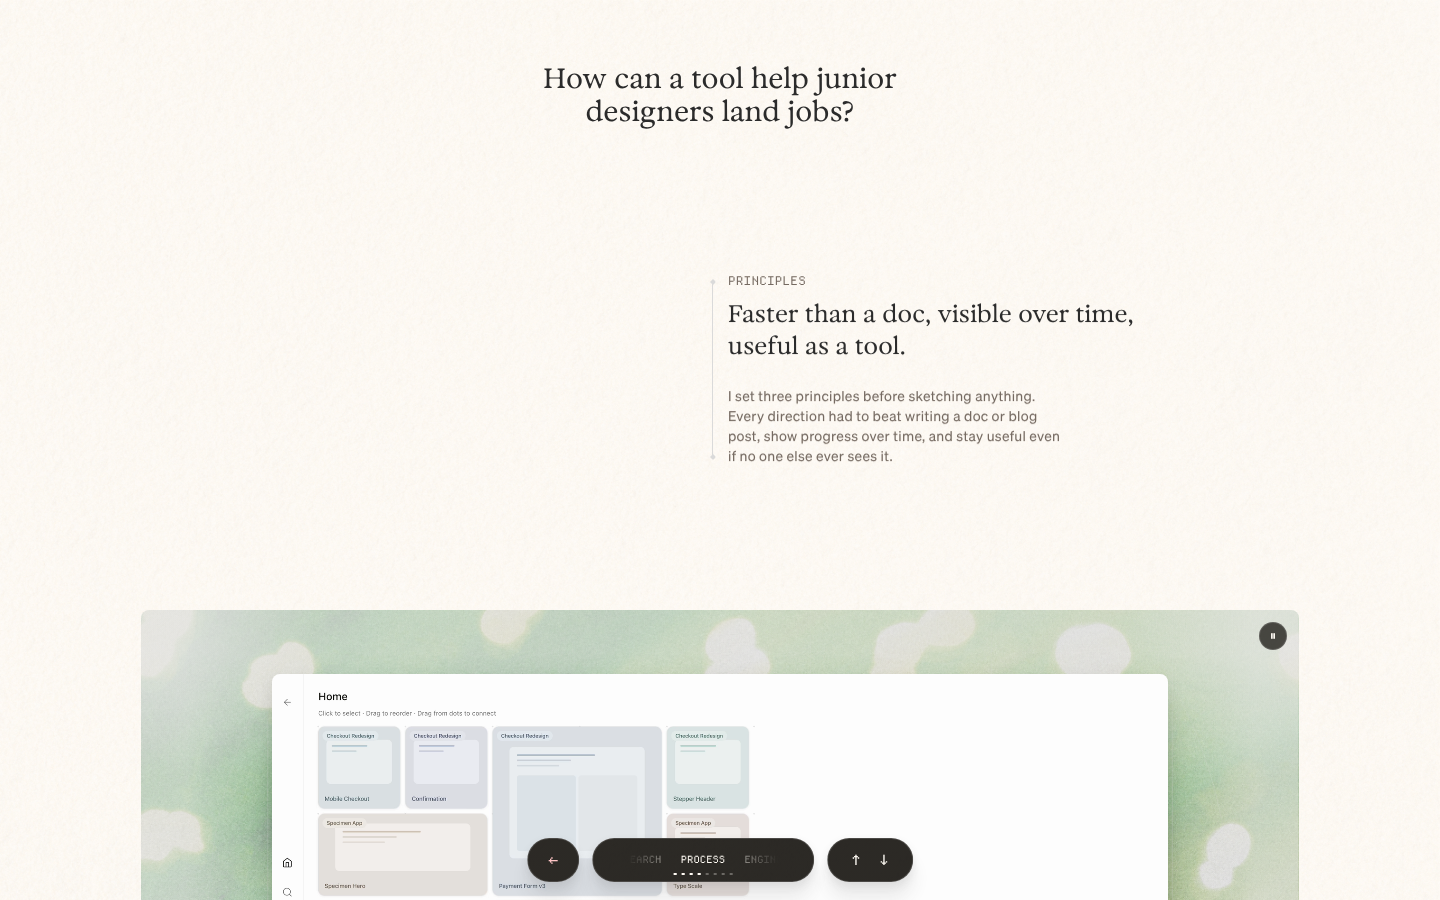 How can a tool help junior
designers land jobs?
PRINCIPLES
Faster than a doc, visible over time,
useful as a tool.
I set three principles before sketching anything.
Every direction had to beat writing a doc or blog
post, show progress over time, and stay useful even
if no one else ever sees it.
Home
Click to select · Drag to reorder · Drag from dots to connect
Checkout Redesign
Checkout Redesign
Checkout Redesign
Checkout Redesign
Mobile Checkout
Confirmation
Stepper Header
Specimen App
Specimen App
PROCESS
Specimen Hero
Payment Form v3
Type Scale